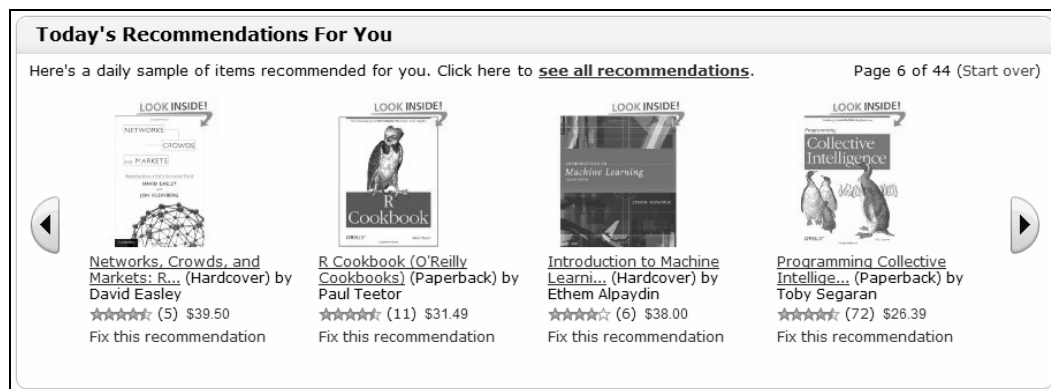 Today's Recommendations For You
Here's a daily sample of items recommended for you. Click here to see all recommendations.
Page 6 of 44 (Start over)
LOOK INSIDE!
NETWORKS
CROWDS
AND MARKETS
DAVID EASLEY
JON KLEINBERG
Networks, Crowds, and
Markets: R... (Hardcover) by
David Easley
(5) $39.50
Fix this recommendation
LOOK INSIDE!
R
Cookbook
O'REILLY
R Cookbook (O'Reilly
Cookbooks) (Paperback) by
Paul Teetor
(11) $31.49
Fix this recommendation
LOOK INSIDE!
INTRODUCTION TO
Machine Learning
ETHEM ALPAYDIN
Introduction to Machine
Learni... (Hardcover) by
Ethem Alpaydin
(6) $38.00
Fix this recommendation
LOOK INSIDE!
Programming
Collective
Intelligence
O'REILLY
Programming Collective
Intellige... (Paperback) by
Toby Segaran
(72) $26.39
Fix this recommendation